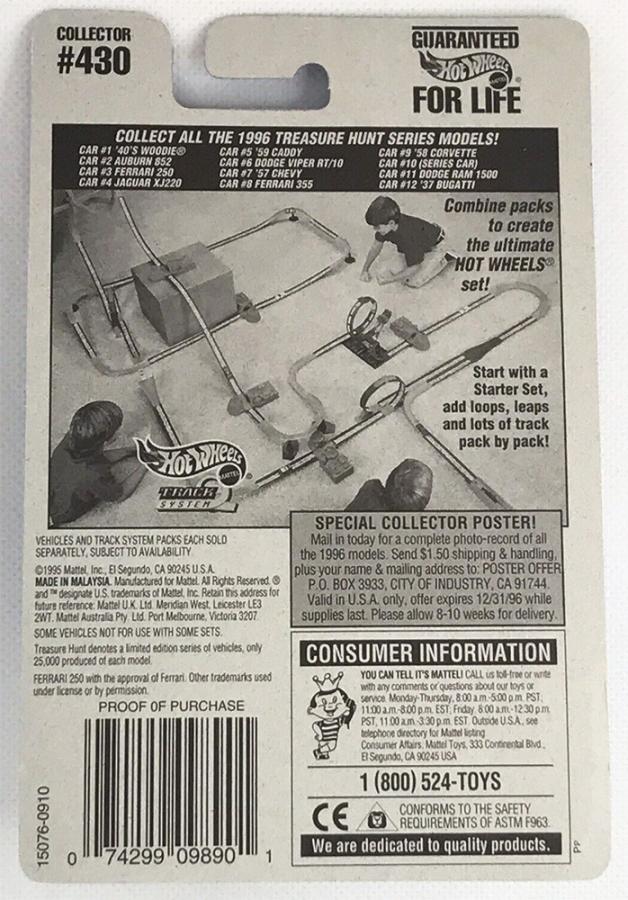 COLLECTOR
#430
GUARANTEED
Hot Wheels
MATTEL
®
FOR LIFE
COLLECT ALL THE 1996 TREASURE HUNT SERIES MODELS!
CAR #1 '40'S WOODIE®
CAR #2 AUBURN 852
CAR #3 FERRARI 250
CAR #4 JAGUAR XJ220
CAR #5 '59 CADDY
CAR #6 DODGE VIPER RT/10
CAR #7 '57 CHEVY
CAR #8 FERRARI 355
CAR #9 '58 CORVETTE
CAR #10 (SERIES CAR)
CAR #11 DODGE RAM 1500
CAR #12 '37 BUGATTI
Combine packs
to create
the ultimate
HOT WHEELS®
set!
Start with a
Starter Set,
add loops, leaps
and lots of track
pack by pack!
Hot Wheels
MATTEL
TRACK
SYSTEM
VEHICLES AND TRACK SYSTEM PACKS EACH SOLD
SEPARATELY, SUBJECT TO AVAILABILITY.
©1995 Mattel, Inc., El Segundo, CA 90245 U.S.A.
MADE IN MALAYSIA. Manufactured for Mattel. All Rights Reserved. ®
and ™ designate U.S. trademarks of Mattel, Inc. Retain this address for
future reference: Mattel U.K. Ltd. Meridian West, Leicester LE3
2WT. Mattel Australia Pty. Ltd. Port Melbourne, Victoria 3207.
SOME VEHICLES NOT FOR USE WITH SOME SETS.
Treasure Hunt denotes a limited edition series of vehicles, only
25,000 produced of each model.
FERRARI 250 with the approval of Ferrari. Other trademarks used
under license or by permission.
PROOF OF PURCHASE
15076-0910
0 74299 09890 1
SPECIAL COLLECTOR POSTER!
Mail in today for a complete photo-record of all
the 1996 models. Send $1.50 shipping & handling,
plus your name & mailing address to: POSTER OFFER
P.O. BOX 3933, CITY OF INDUSTRY, CA 91744.
Valid in U.S.A. only, offer expires 12/31/96 while
supplies last. Please allow 8-10 weeks for delivery.
CONSUMER INFORMATION
YOU CAN TELL IT'S MATTEL! CALL us toll-free or write
with any comments or questions about our toys or
service. Monday-Thursday, 8:00 a.m.-5:00 p.m. PST,
11:00 a.m.-8:00 p.m. EST; Friday, 8:00 a.m.-12:30 p.m.
PST, 11:00 a.m.-3:30 p.m. EST. Outside U.S.A., see
telephone directory for Mattel listing
Consumer Affairs, Mattel Toys, 333 Continental Blvd.,
El Segundo, CA 90245 USA
1 (800) 524-TOYS
CE
CONFORMS TO THE SAFETY
REQUIREMENTS OF ASTM F963.
We are dedicated to quality products.
PP